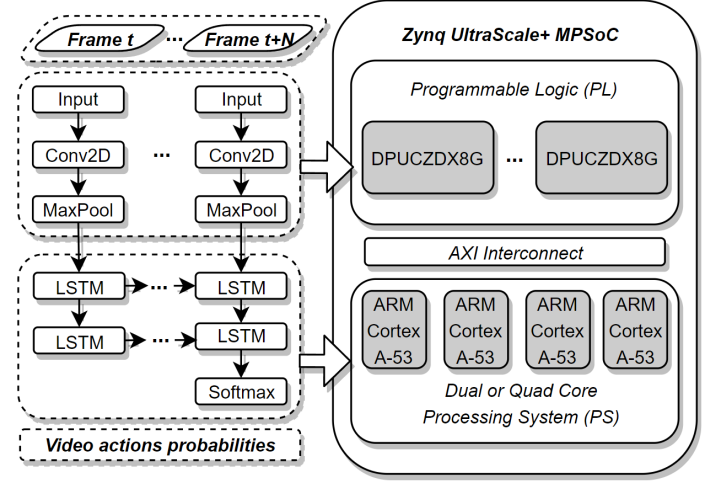 Frame t ... Frame t+N
Input Input
Conv2D ... Conv2D
MaxPool MaxPool
LSTM ... LSTM
LSTM ... LSTM
Softmax
Video actions probabilities
Zynq UltraScale+ MPSoC
Programmable Logic (PL)
DPUCZDX8G ... DPUCZDX8G
AXI Interconnect
ARM ARM ARM ARM
Cortex Cortex Cortex Cortex
A-53 A-53 A-53 A-53
Dual or Quad Core
Processing System (PS)